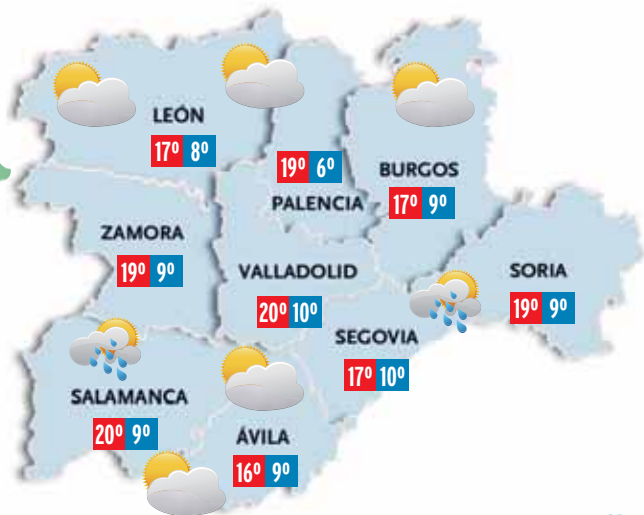 LEÓN
17º 8º
19º 6º
PALENCIA
BURGOS
17º 9º
ZAMORA
19º 9º
VALLADOLID
20º 10º
SORIA
19º 9º
SEGOVIA
17º 10º
SALAMANCA
20º 9º
ÁVILA
16º 9º